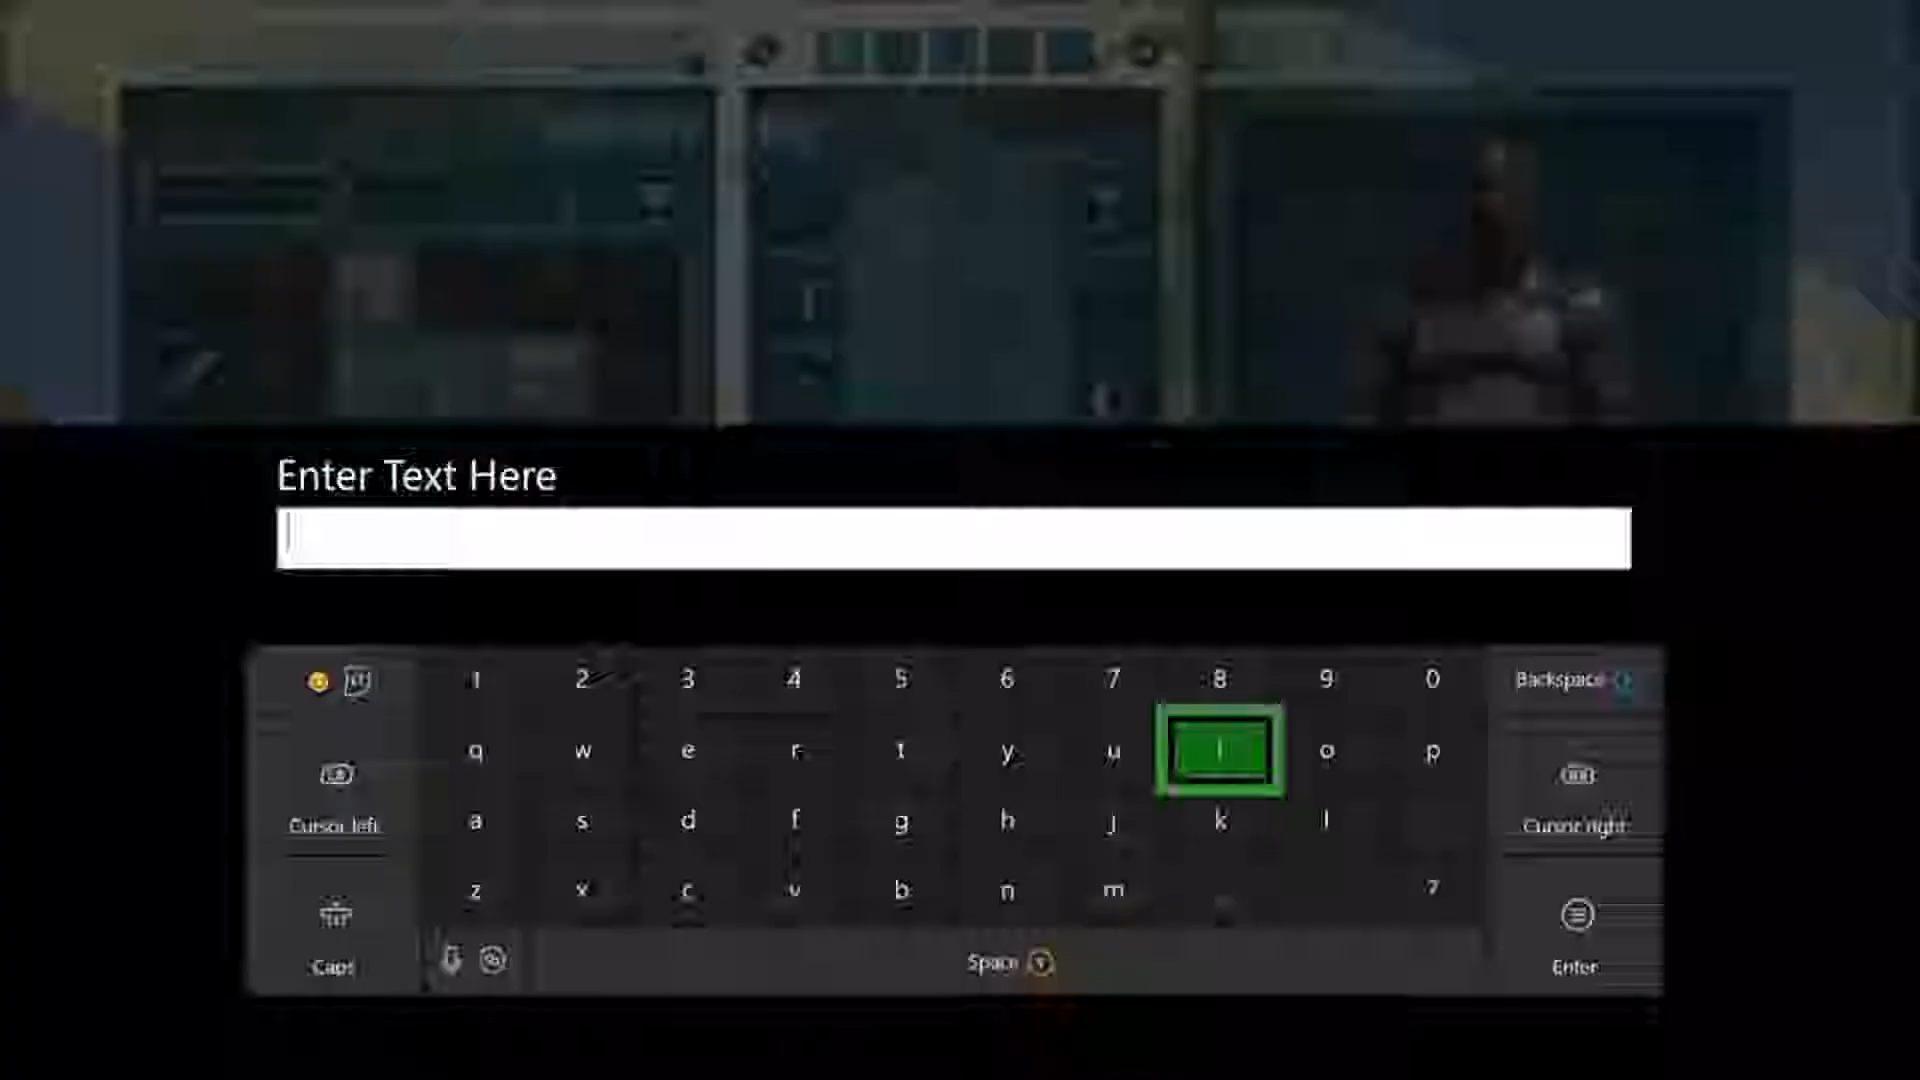 Enter Text Here
1 2 3 4 5 6 7 8 9 0 Backspace
q w e r t y u i o p
a s d f g h j k l
Cursor left Cursor right
z x c v b n m ?
Space
Caps Enter